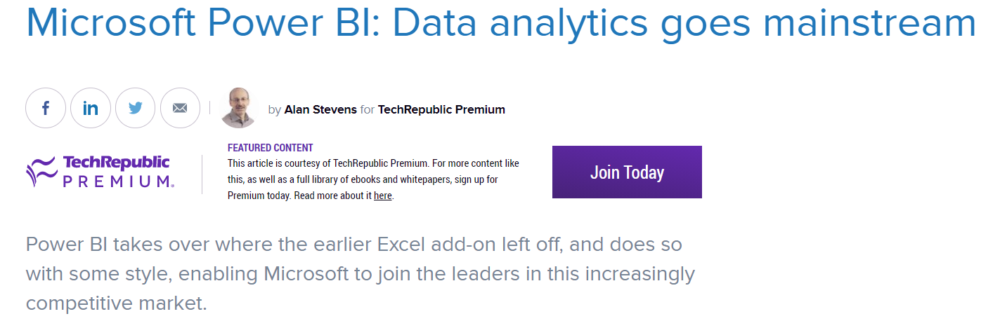 Microsoft Power BI: Data analytics goes mainstream
f in
by Alan Stevens for TechRepublic Premium
TechRepublic
PREMIUM®
FEATURED CONTENT
This article is courtesy of TechRepublic Premium. For more content like
this, as well as a full library of ebooks and whitepapers, sign up for
Premium today. Read more about it here.
Join Today
Power BI takes over where the earlier Excel add-on left off, and does so
with some style, enabling Microsoft to join the leaders in this increasingly
competitive market.